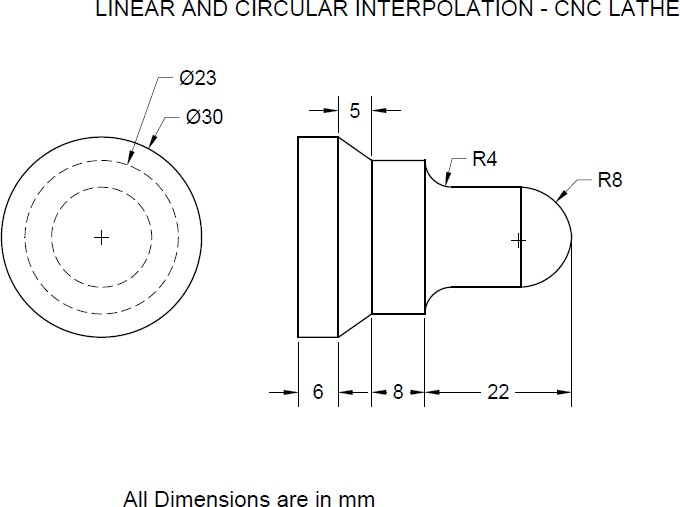 LINEAR AND CIRCULAR INTERPOLATION - CNC LATHE
Ø23
Ø30
5
R4
R8
6
8
22
All Dimensions are in mm